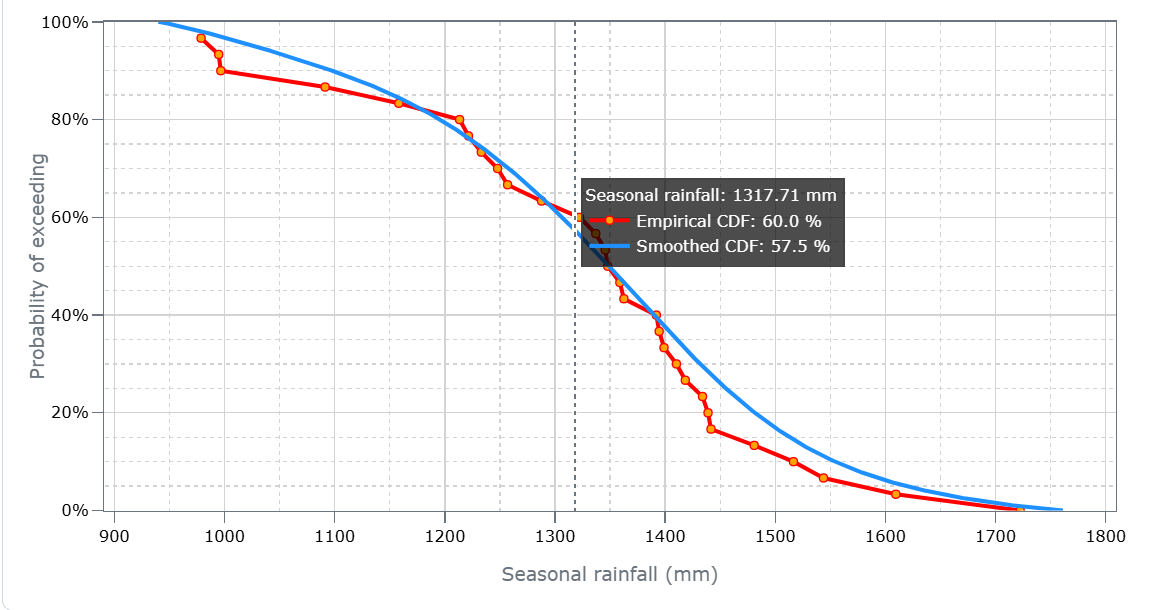 100%
80%
60%
40%
20%
0%
Probability of exceeding
Seasonal rainfall: 1317.71 mm
Empirical CDF: 60.0 %
Smoothed CDF: 57.5 %
900 1000 1100 1200 1300 1400 1500 1600 1700 1800
Seasonal rainfall (mm)